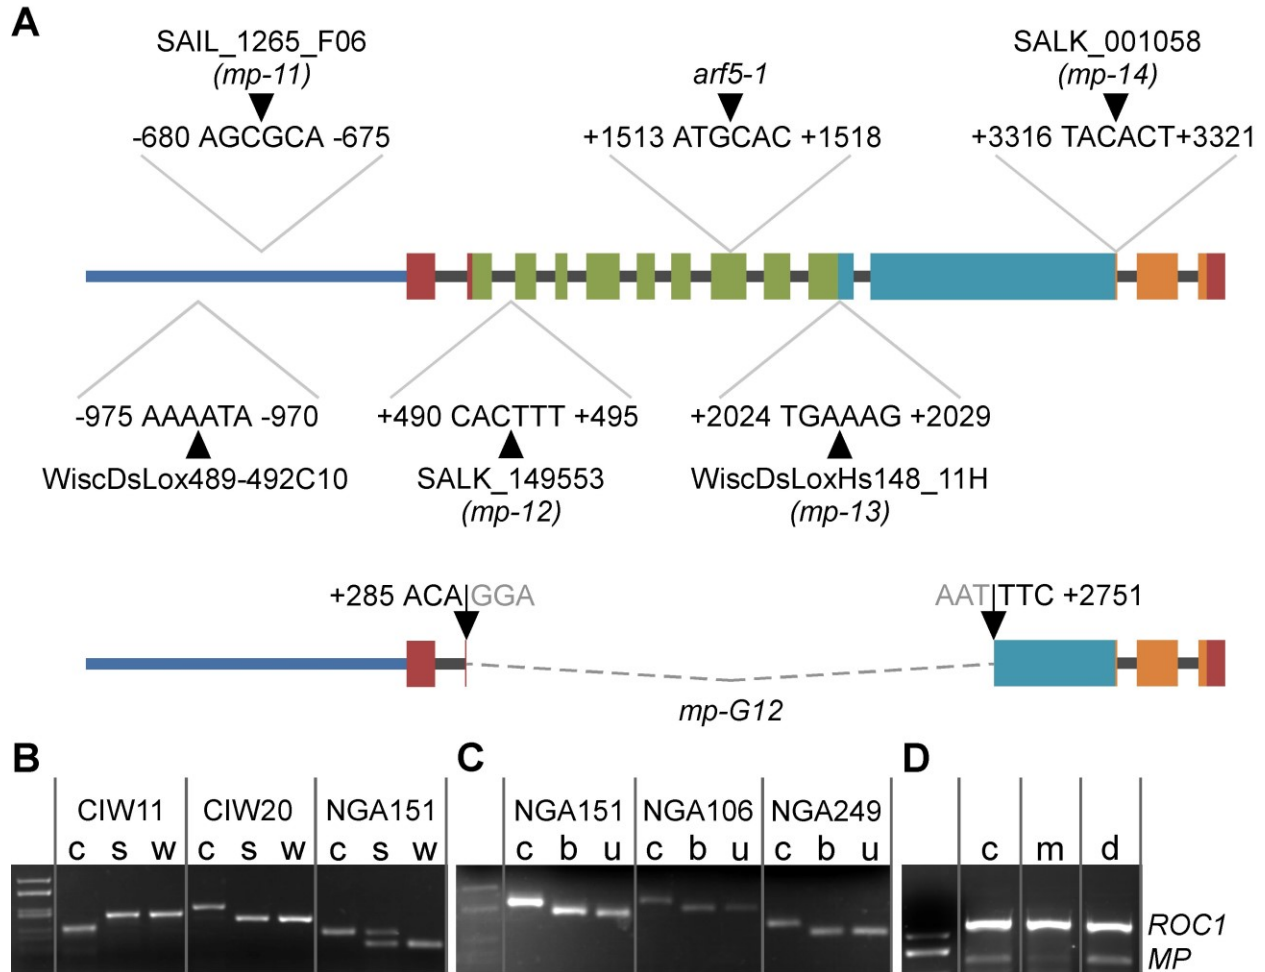 A
SAIL_1265_F06
(mp-11)
-680 AGCGCA -675
arf5-1
+1513 ATGCAC +1518
SALK_001058
(mp-14)
+3316 TACACT+3321
-975 AAAATA -970
WiscDsLox489-492C10
+490 CACTTT +495
SALK_149553
(mp-12)
+2024 TGAAAG +2029
WiscDsLoxHs148_11H
(mp-13)
+285 ACA|GGA
AAT|TTC +2751
mp-G12
B
CIW11 CIW20 NGA151
c s w c s w c s w
C
NGA151 NGA106 NGA249
c b u c b u c b u
D
c m d
ROC1
MP